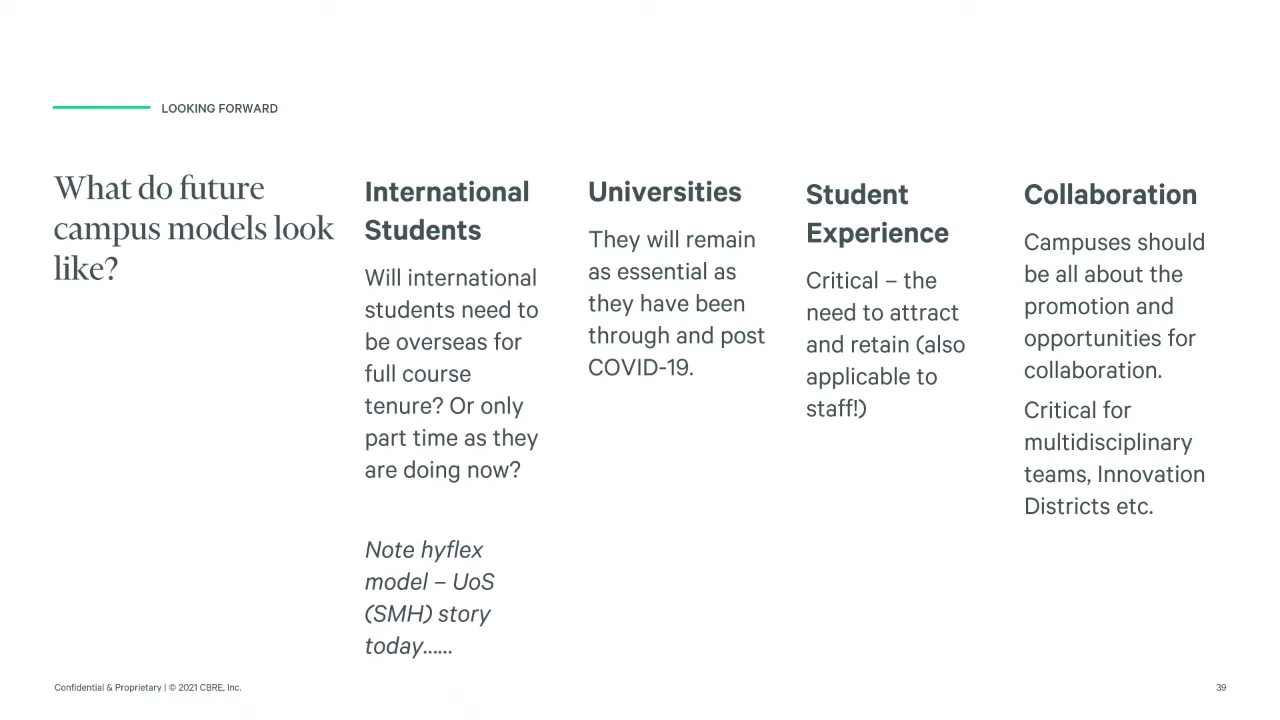 LOOKING FORWARD
What do future
campus models look
like?
International
Students
Will international
students need to
be overseas for
full course
tenure? Or only
part time as they
are doing now?
Note hyflex
model – UoS
(SMH) story
today......
Universities
They will remain
as essential as
they have been
through and post
COVID-19.
Student
Experience
Critical – the
need to attract
and retain (also
applicable to
staff!)
Collaboration
Campuses should
be all about the
promotion and
opportunities for
collaboration.
Critical for
multidisciplinary
teams, Innovation
Districts etc.
Confidential & Proprietary | © 2021 CBRE, Inc.
39